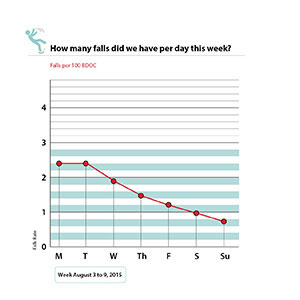 How many falls did we have per day this week?
Falls per 100 BDOC
4
3
2
1
0
Falls Rate
M T W Th F S Su
Week August 3 to 9, 2015